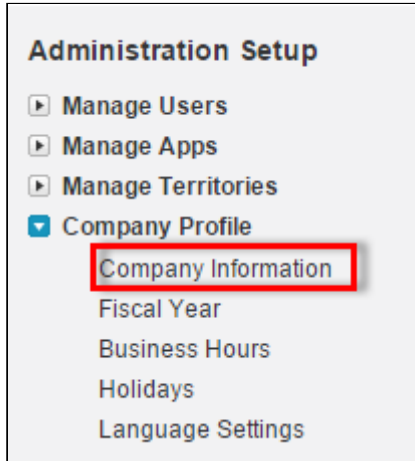 Administration Setup
Manage Users
Manage Apps
Manage Territories
Company Profile
Company Information
Fiscal Year
Business Hours
Holidays
Language Settings